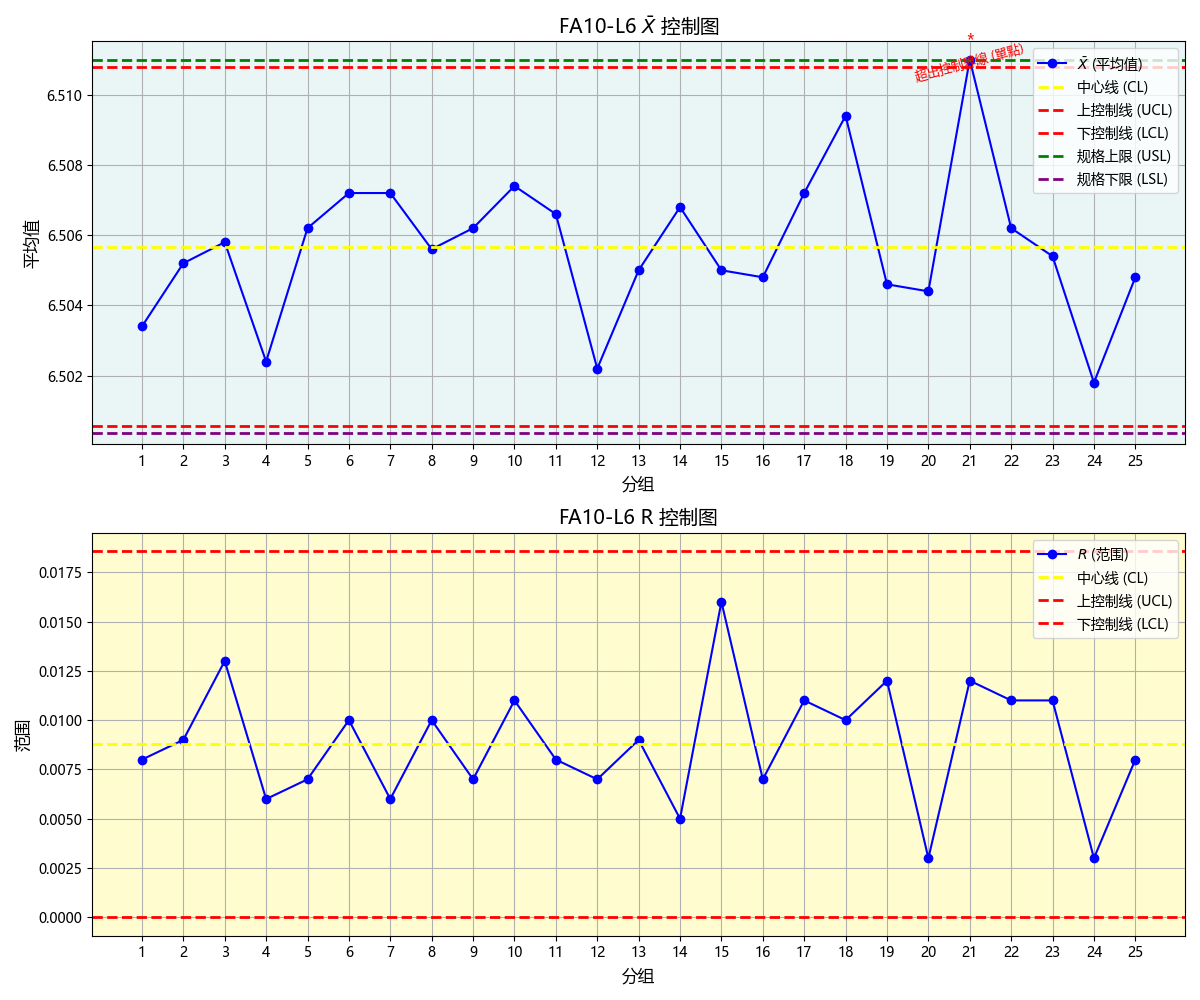 FA10-L6 X̄ 控制图
*
超出控制界線 (單點)
X̄ (平均值)
中心线 (CL)
上控制线 (UCL)
下控制线 (LCL)
规格上限 (USL)
规格下限 (LSL)
6.510
6.508
6.506
6.504
6.502
平均值
1 2 3 4 5 6 7 8 9 10 11 12 13 14 15 16 17 18 19 20 21 22 23 24 25
分组
FA10-L6 R 控制图
R (范围)
中心线 (CL)
上控制线 (UCL)
下控制线 (LCL)
0.0175
0.0150
0.0125
0.0100
0.0075
0.0050
0.0025
0.0000
范围
1 2 3 4 5 6 7 8 9 10 11 12 13 14 15 16 17 18 19 20 21 22 23 24 25
分组